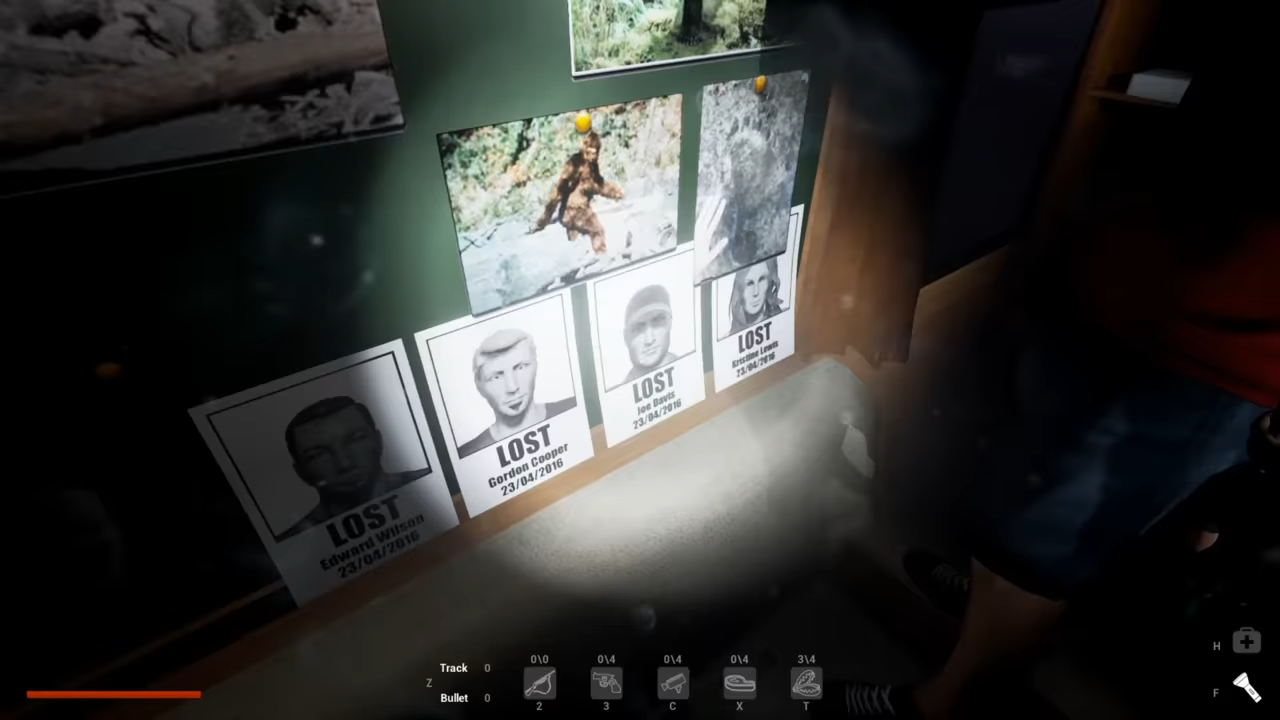 LOST
Edward Wilson
23/04/2016
LOST
Gordon Cooper
23/04/2016
LOST
Joe Davis
23/04/2016
LOST
Kristine Lewis
23/04/2016
Track 0
Z
Bullet 0
0\0
2
0\4
3
0\4
C
0\4
X
3\4
T
H
F